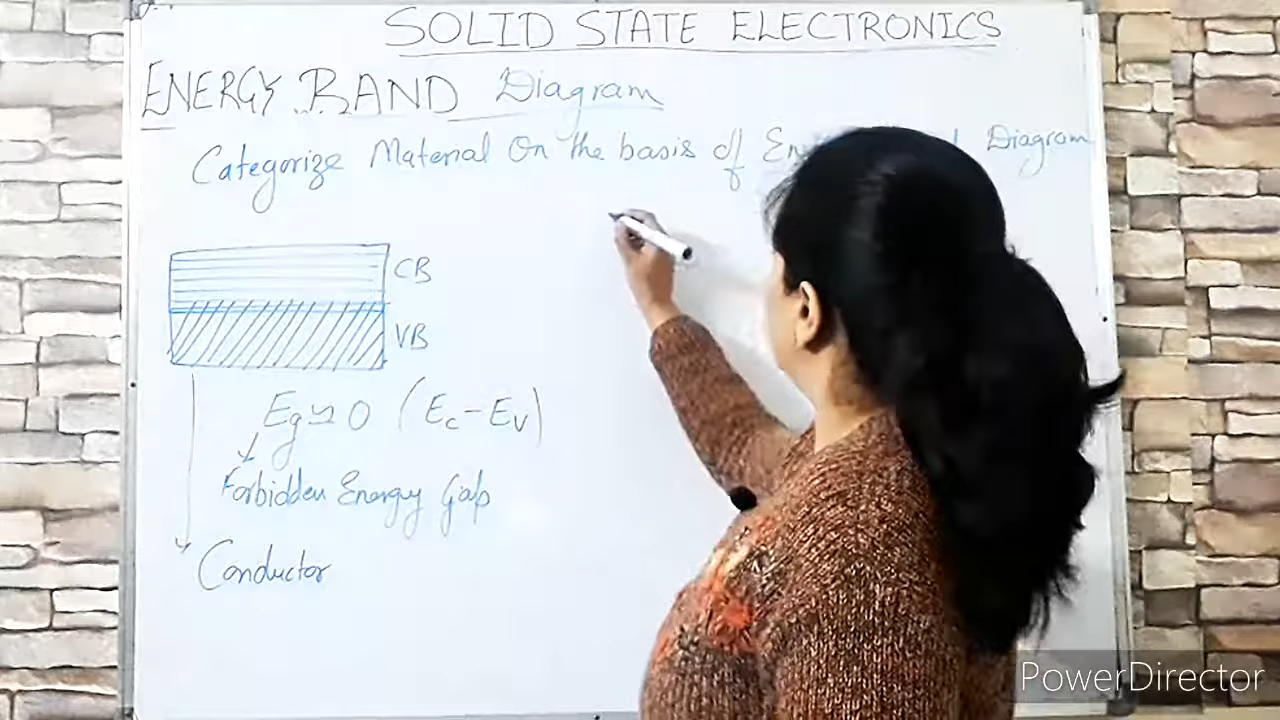 SOLID STATE ELECTRONICS
ENERGY BAND Diagram
Categorize Material On the basis of En Diagram
CB
VB
Eg ≃ 0 (Ec - Ev)
Forbidden Energy Gap
Conductor
PowerDirector